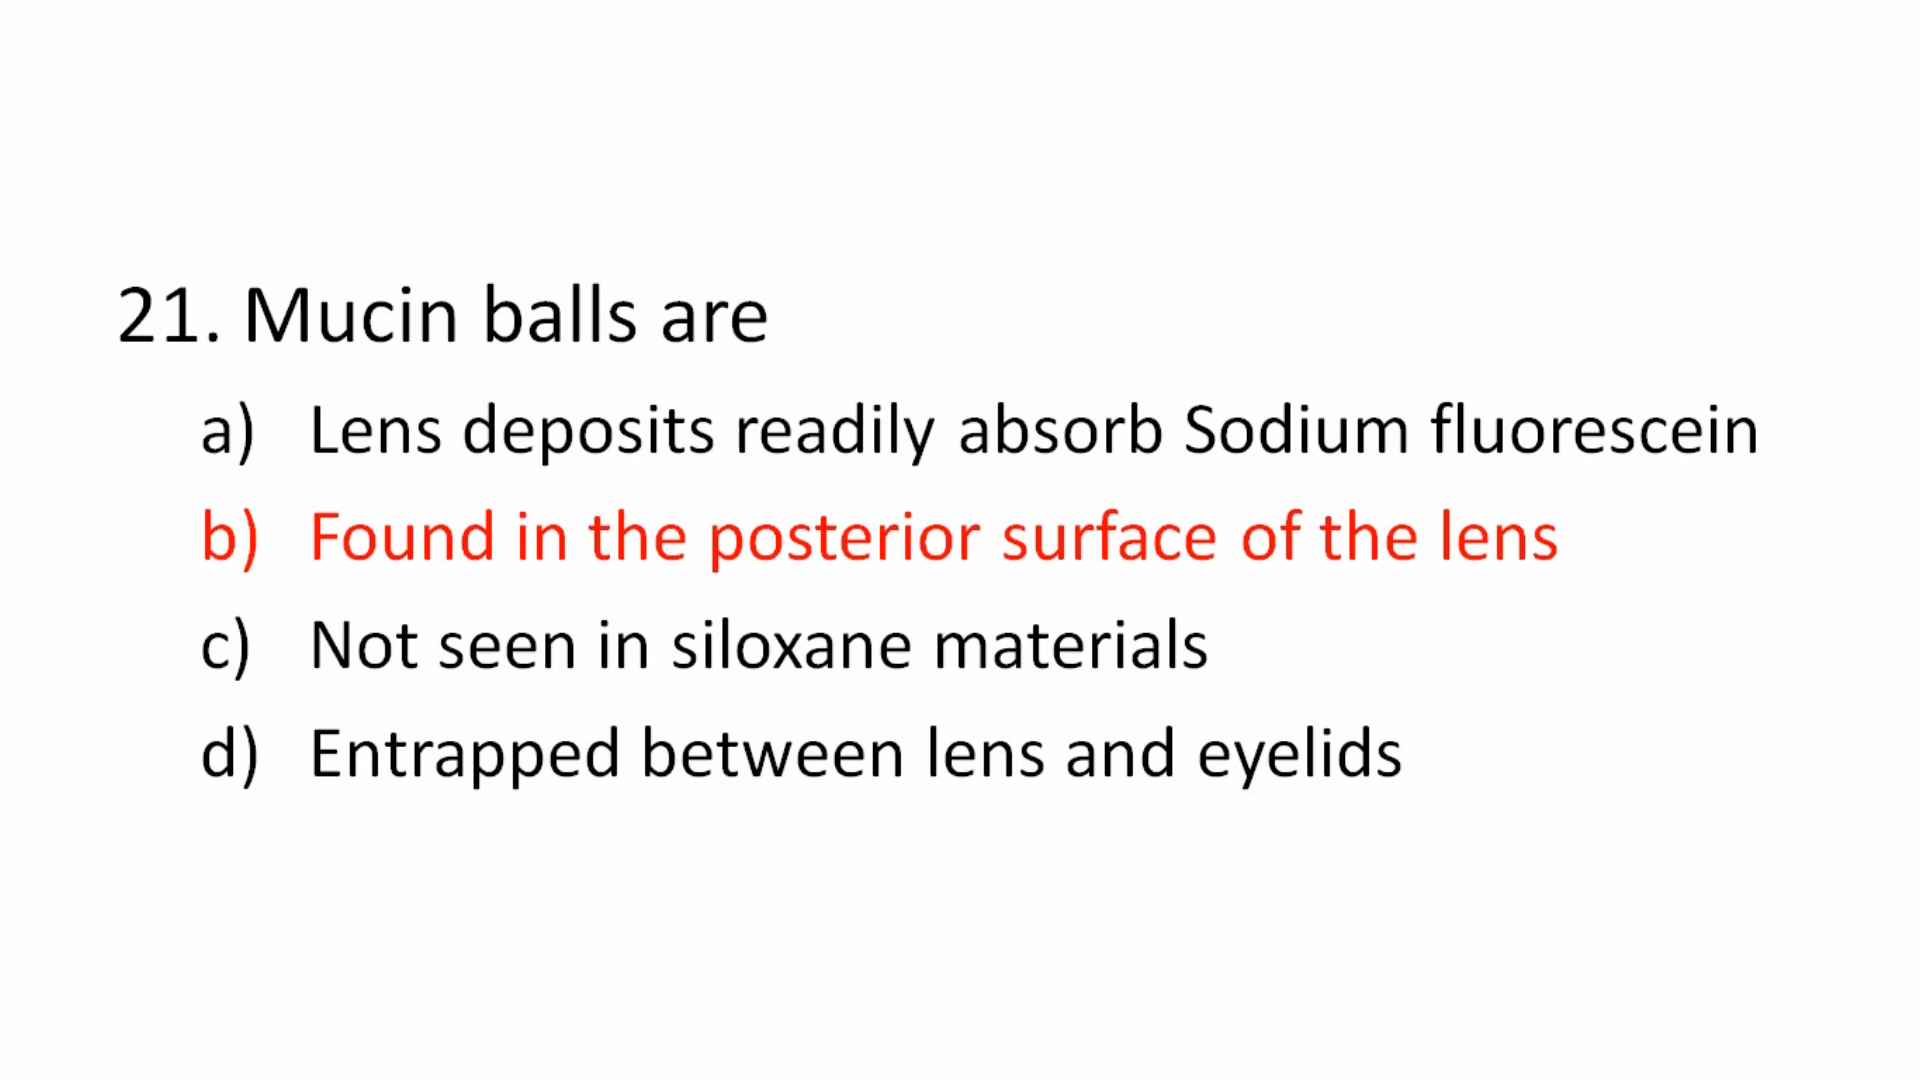 21. Mucin balls are
a) Lens deposits readily absorb Sodium fluorescein
b) Found in the posterior surface of the lens
c) Not seen in siloxane materials
d) Entrapped between lens and eyelids